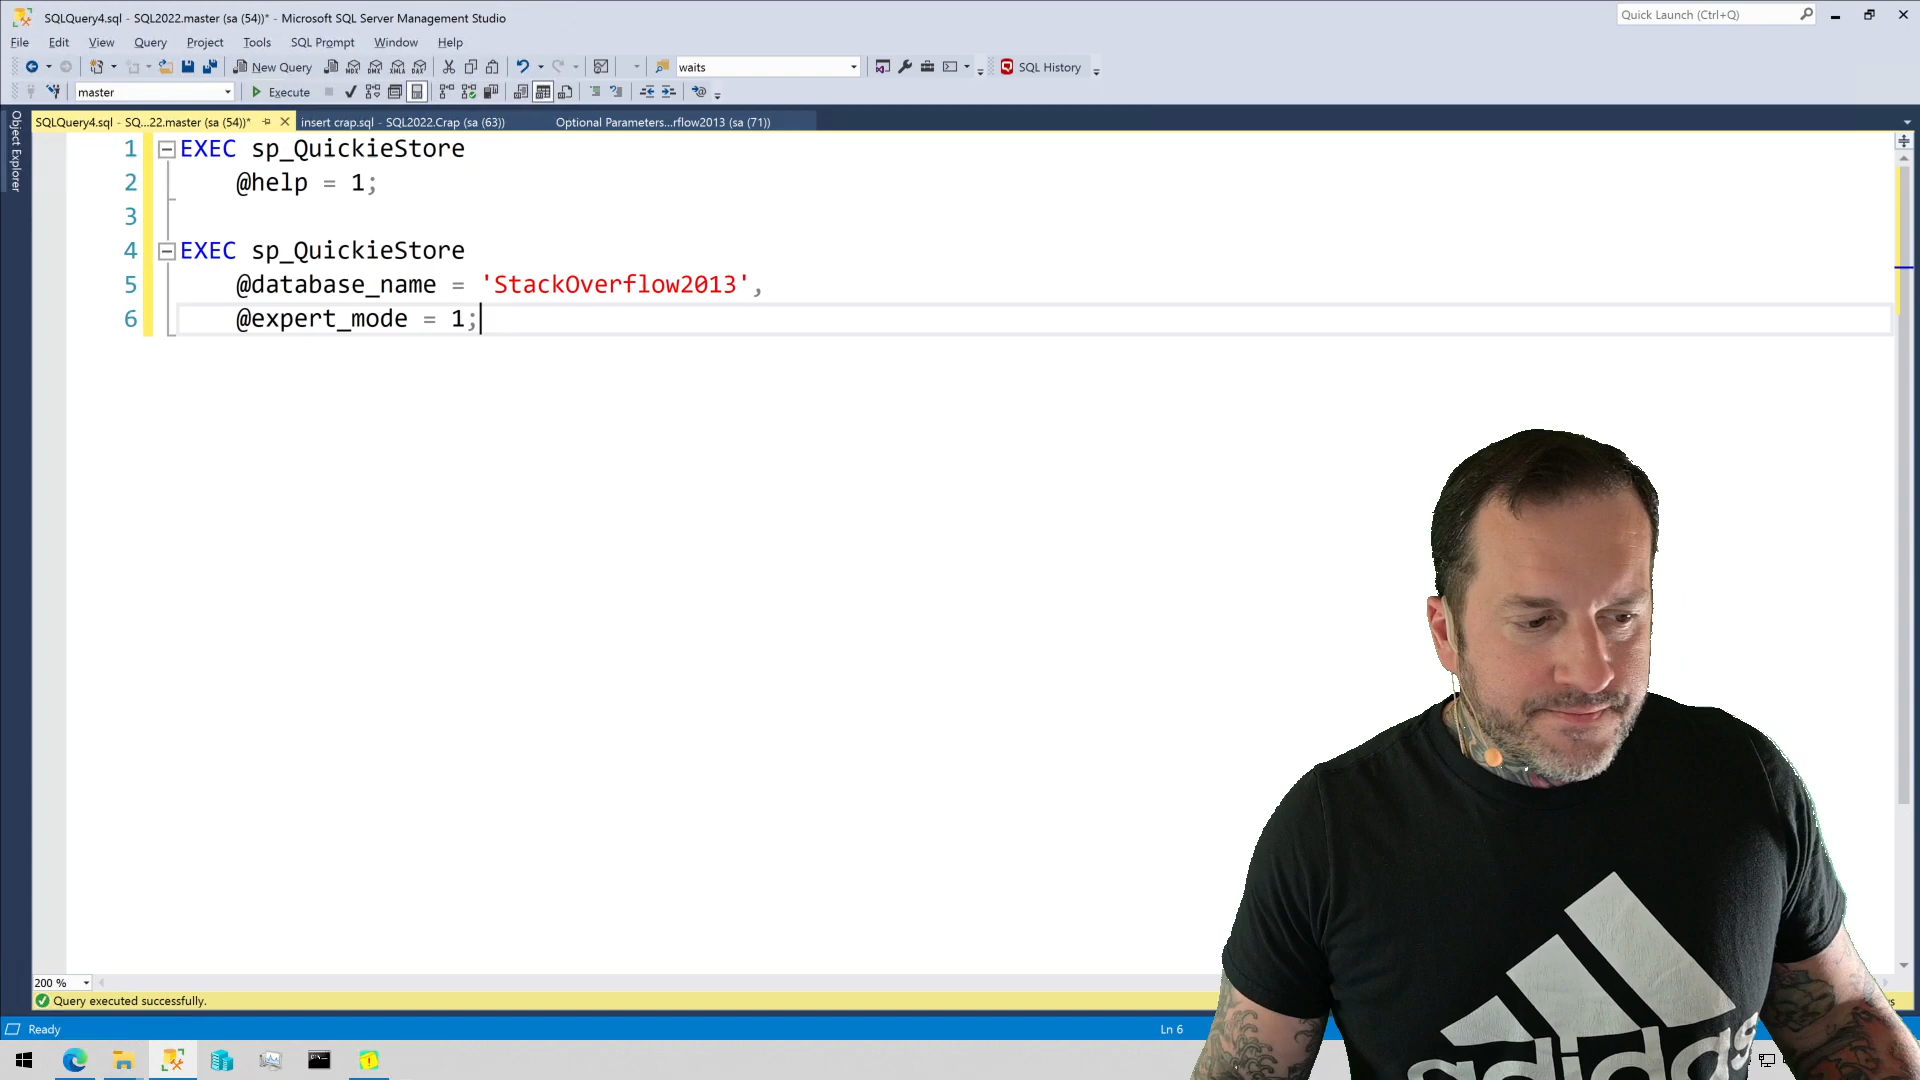 SQLQuery4.sql - SQL2022.master (sa (54))* - Microsoft SQL Server Management Studio
Quick Launch (Ctrl+Q)
File Edit View Query Project Tools SQL Prompt Window Help
New Query
waits
SQL History
master
Execute
SQLQuery4.sql - SQ...22.master (sa (54))*
insert crap.sql - SQL2022.Crap (sa (63))
Optional Parameters...rflow2013 (sa (71))
Object Explorer
1 EXEC sp_QuickieStore
2 @help = 1;
3
4 EXEC sp_QuickieStore
5 @database_name = 'StackOverflow2013',
6 @expert_mode = 1;
200 %
Query executed successfully.
Ready
Ln 6
adidas